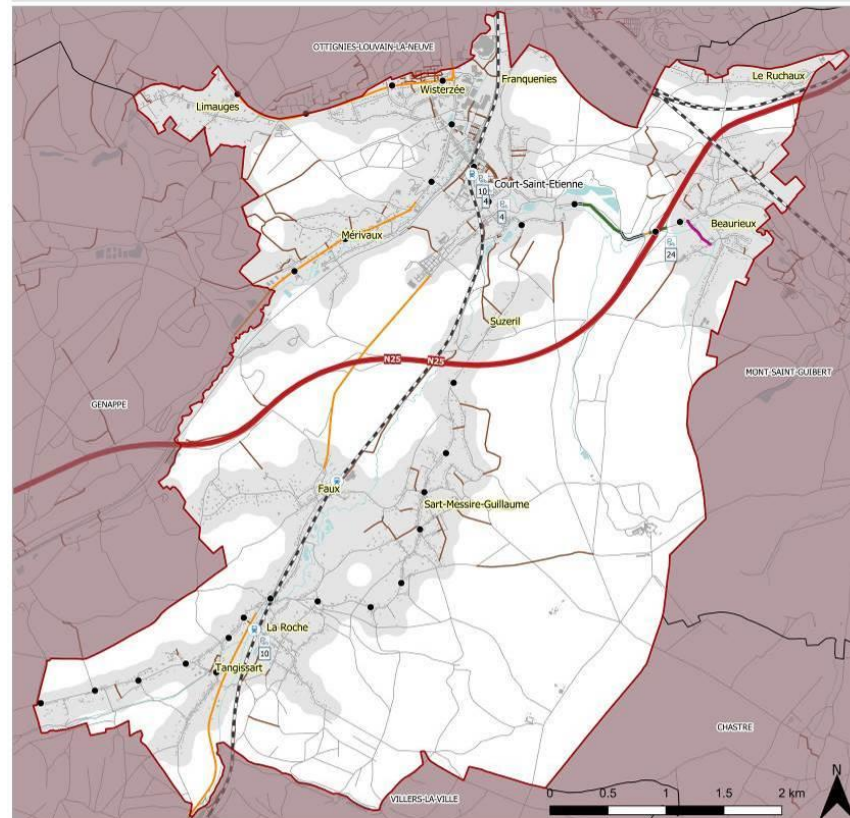 OTTIGNIES-LOUVAIN-LA-NEUVE
Le Ruchaux
Franquenies
Wisterzée
Limauges
Court-Saint-Etienne
10
4
4
Beaurieux
Mérivaux
24
Suzeril
N25
N25
MONT-SAINT-GUIBERT
GENAPPE
Faux
Sart-Messire-Guillaume
La Roche
10
Tangissart
CHASTRE
N
VILLERS-LA-VILLE
0 0.5 1 1.5 2 km